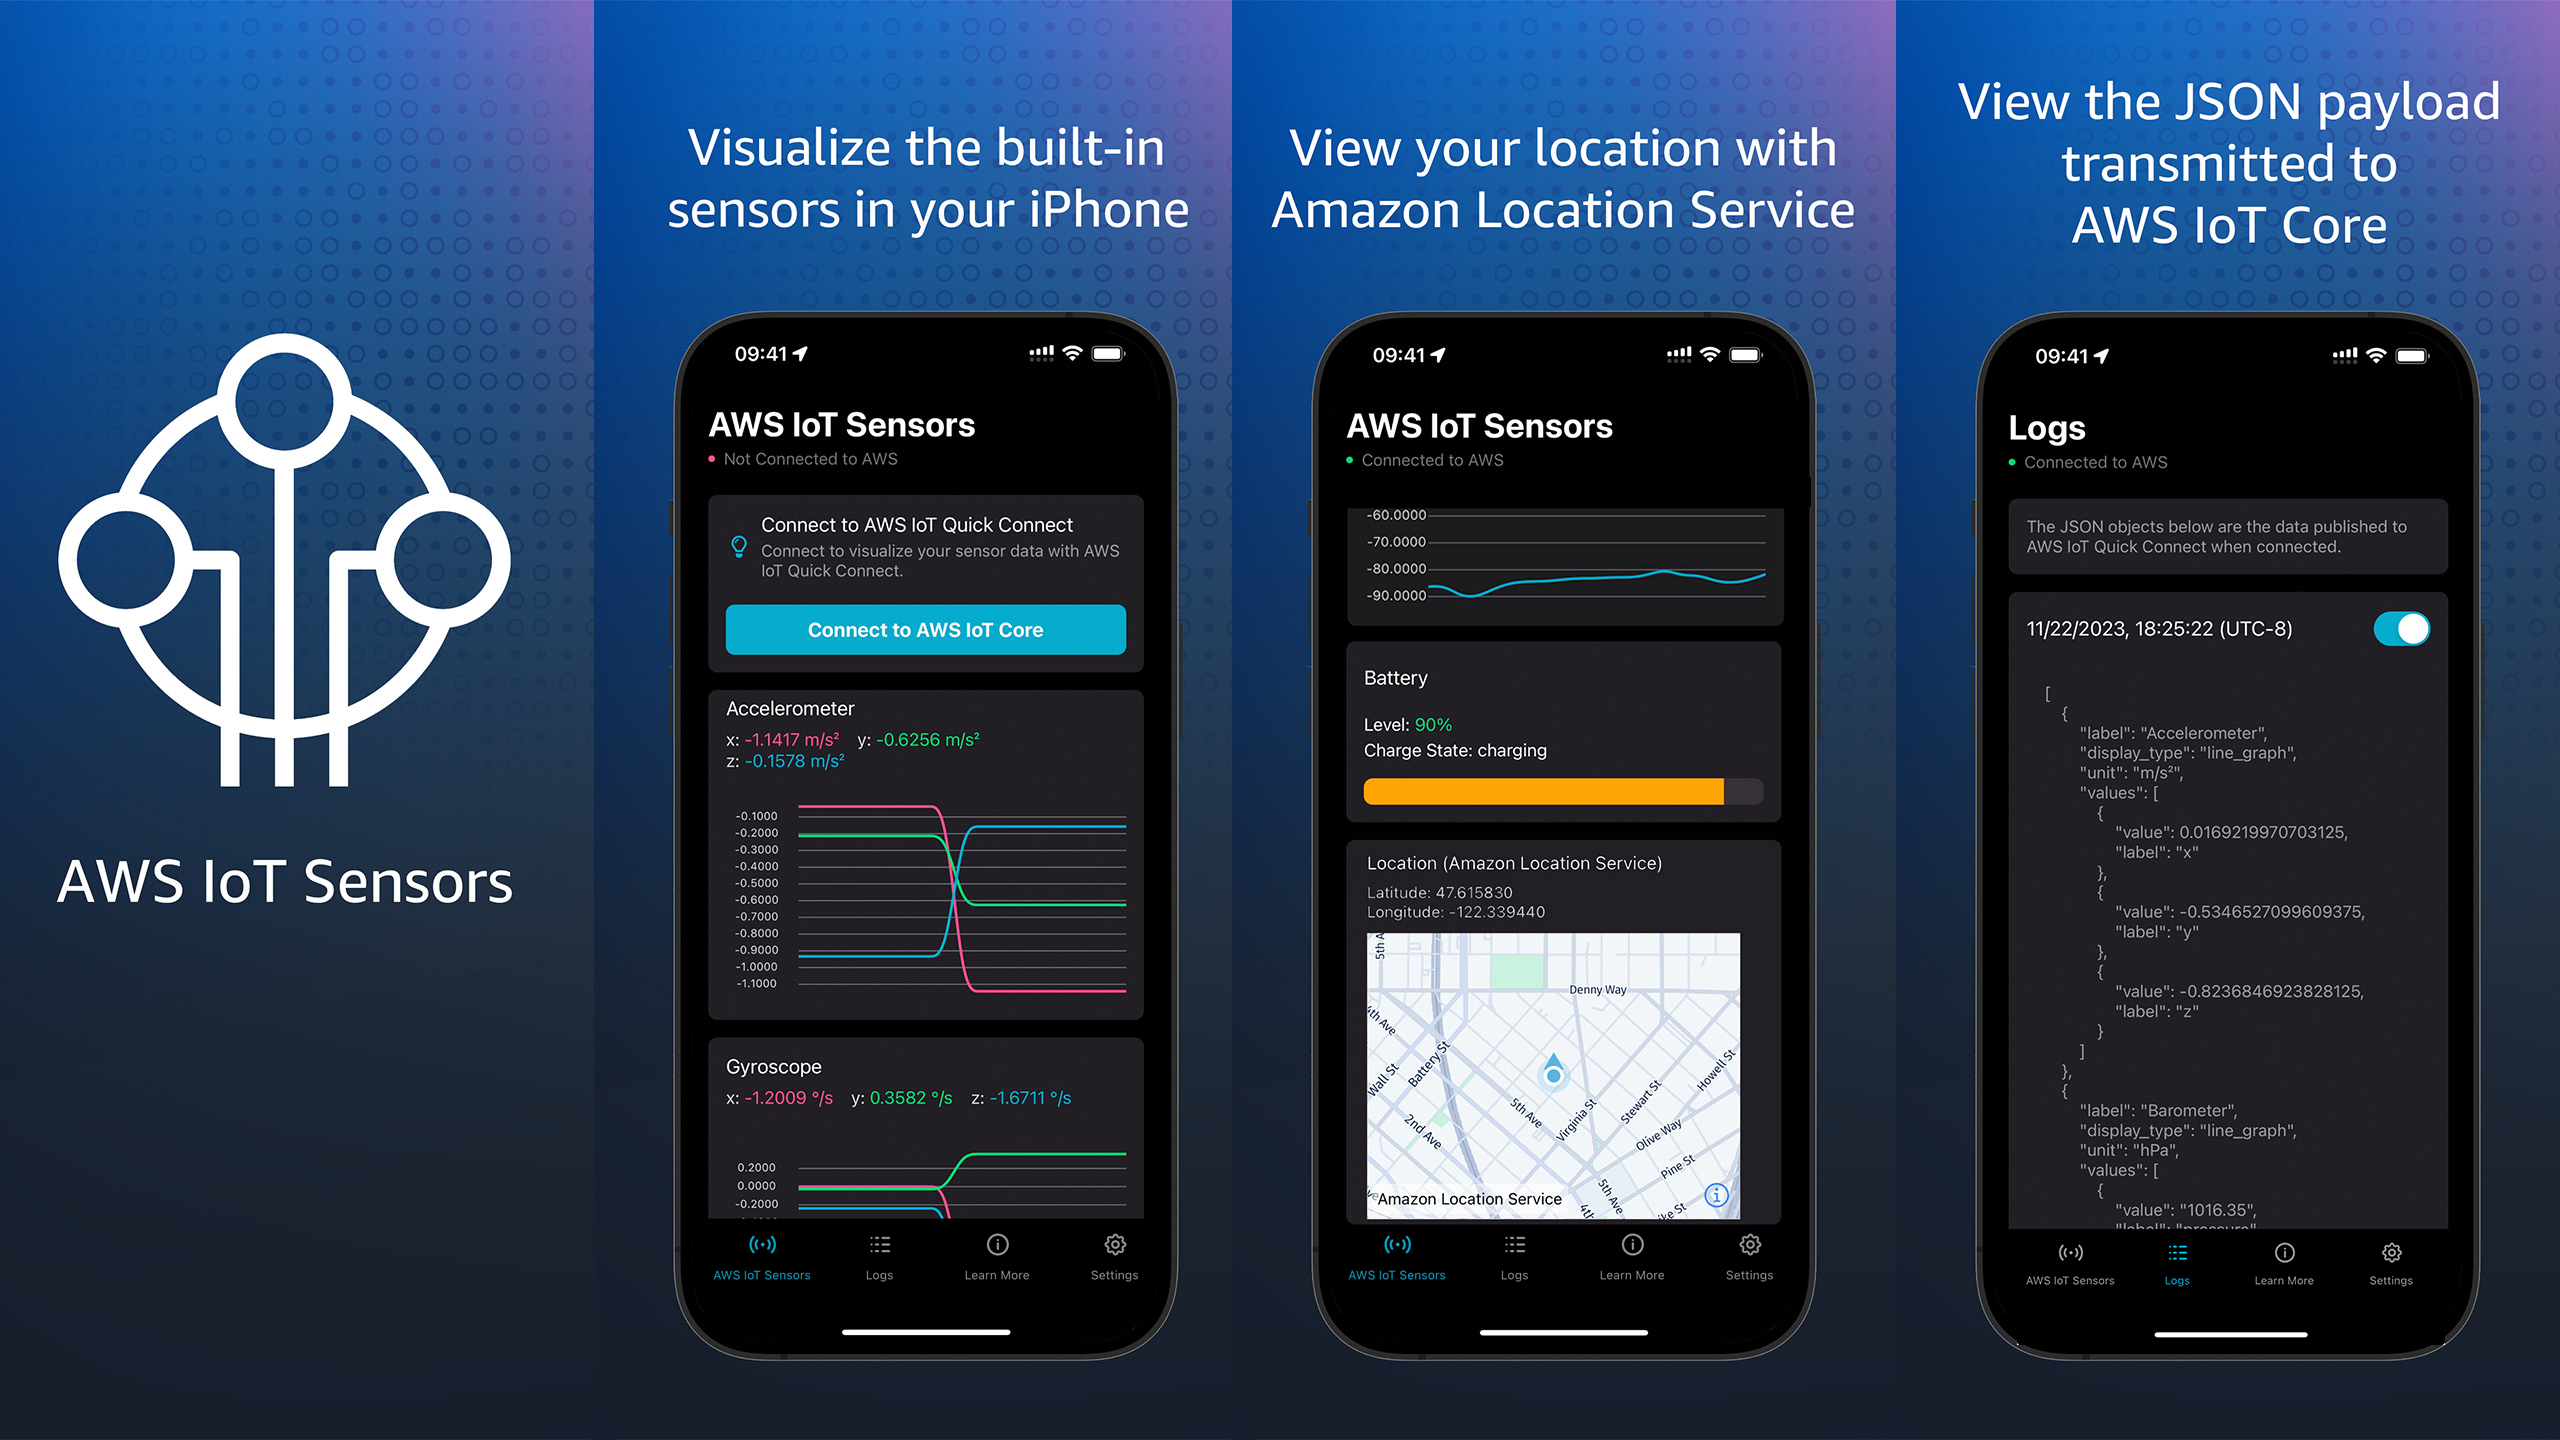 AWS IoT Sensors
Visualize the built-in
sensors in your iPhone
09:41
AWS IoT Sensors
Not Connected to AWS
Connect to AWS IoT Quick Connect
Connect to visualize your sensor data with AWS
IoT Quick Connect.
Connect to AWS IoT Core
Accelerometer
x: -1.1417 m/s² y: -0.6256 m/s²
z: -0.1578 m/s²
-0.1000
-0.2000
-0.3000
-0.4000
-0.5000
-0.6000
-0.7000
-0.8000
-0.9000
-1.0000
-1.1000
Gyroscope
x: -1.2009 °/s y: 0.3582 °/s z: -1.6711 °/s
0.2000
0.0000
-0.2000
AWS IoT Sensors Logs Learn More Settings
View your location with
Amazon Location Service
09:41
AWS IoT Sensors
Connected to AWS
-60.0000
-70.0000
-80.0000
-90.0000
Battery
Level: 90%
Charge State: charging
Location (Amazon Location Service)
Latitude: 47.615830
Longitude: -122.339440
5th A
Denny Way
4th Ave
Battery St
Wall St
Howell St
5th Ave
Virginia St
Stewart St
2nd Ave
Olive Way
Pine St
5th Ave
4th
ike St
Amazon Location Service
AWS IoT Sensors Logs Learn More Settings
View the JSON payload
transmitted to
AWS IoT Core
09:41
Logs
Connected to AWS
The JSON objects below are the data published to
AWS IoT Quick Connect when connected.
11/22/2023, 18:25:22 (UTC-8)
[
{
"label": "Accelerometer",
"display_type": "line_graph",
"unit": "m/s²",
"values": [
{
"value": 0.0169219970703125,
"label": "x"
},
{
"value": -0.5346527099609375,
"label": "y"
},
{
"value": -0.8236846923828125,
"label": "z"
}
]
},
{
"label": "Barometer",
"display_type": "line_graph",
"unit": "hPa",
"values": [
{
"value": "1016.35",
"label": "pressure"
AWS IoT Sensors Logs Learn More Settings